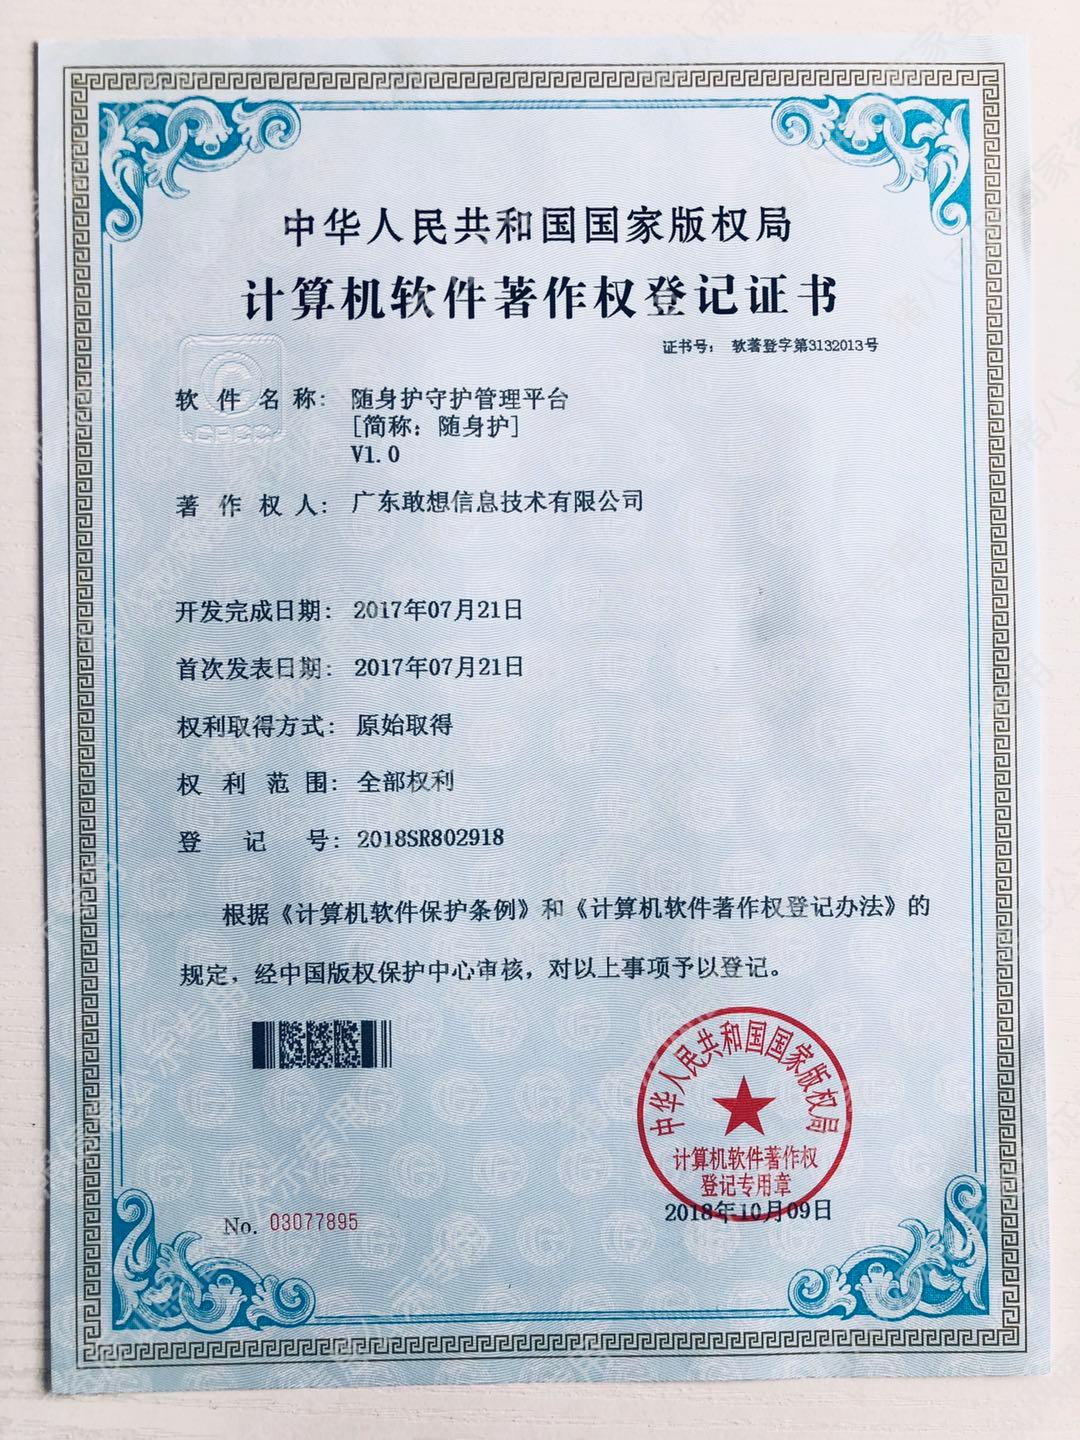 中华人民共和国国家版权局
计算机软件著作权登记证书
证书号： 软著登字第3132013号
软件名称： 随身护守护管理平台
[简称：随身护]
V1.0
著作权人： 广东敢想信息技术有限公司
开发完成日期： 2017年07月21日
首次发表日期： 2017年07月21日
权利取得方式： 原始取得
权利范围： 全部权利
登记号： 2018SR802918
根据《计算机软件保护条例》和《计算机软件著作权登记办法》的
规定，经中国版权保护中心审核，对以上事项予以登记。
中华人民共和国国家版权局
计算机软件著作权
登记专用章
2018年10月09日
No. 03077895